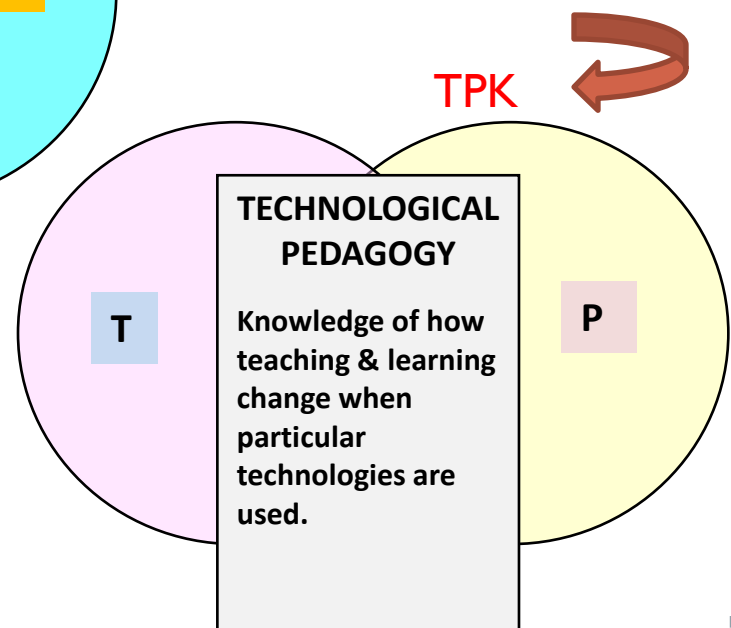 TPK
TECHNOLOGICAL
PEDAGOGY
T
Knowledge of how
teaching & learning
change when
particular
technologies are
used.
P